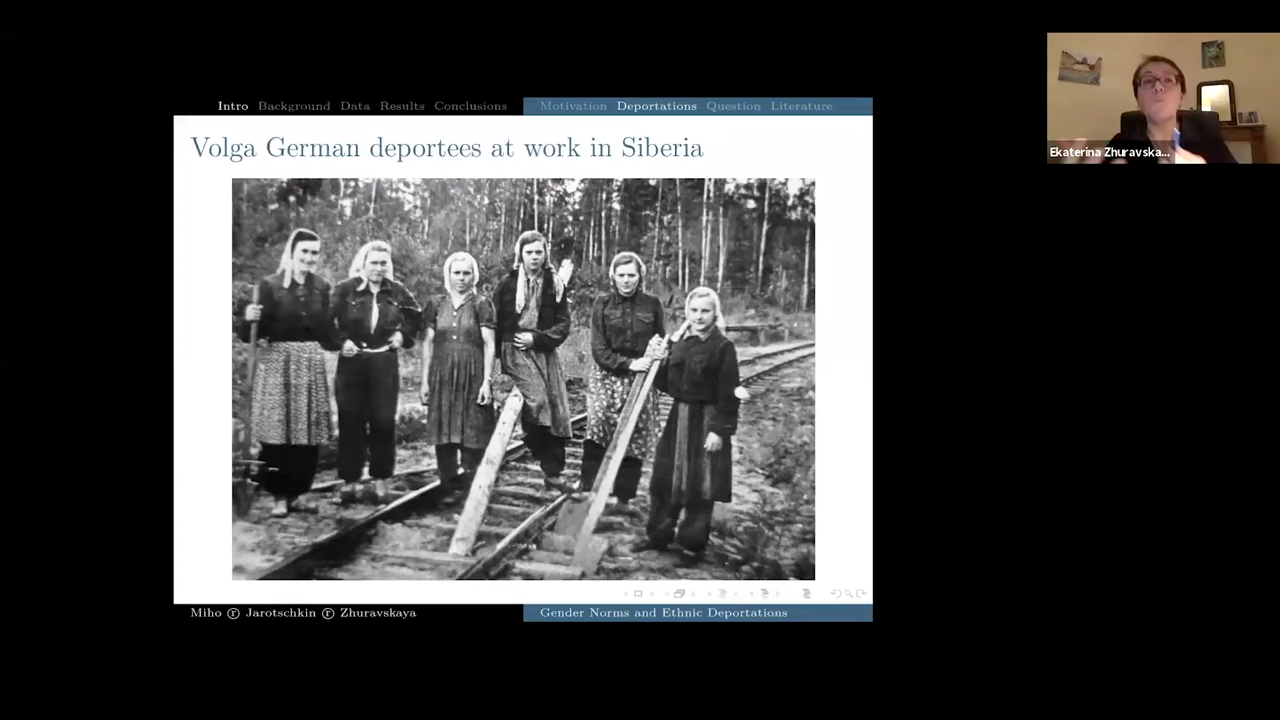 Intro Background Data Results Conclusions
Motivation Deportations Question Literature
Volga German deportees at work in Siberia
Ekaterina Zhuravska...
Miho ⓡ Jarotschkin ⓡ Zhuravskaya
Gender Norms and Ethnic Deportations